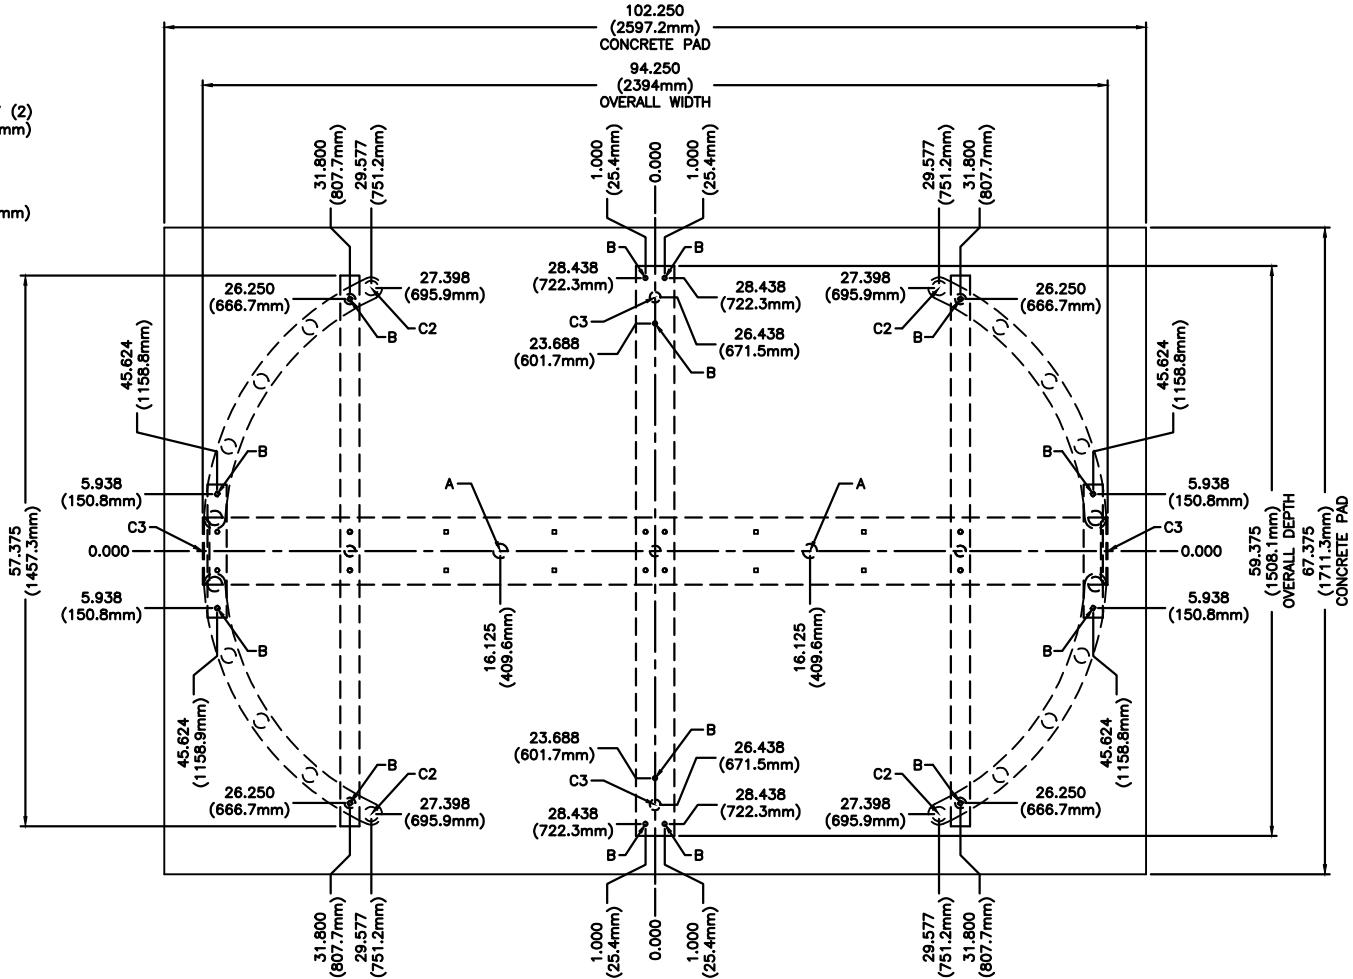 102.250
(2597.2mm)
CONCRETE PAD
94.250
(2394mm)
OVERALL WIDTH
(2)
mm)
mm)
31.800
(807.7mm)
29.577
(751.2mm)
1.000
(25.4mm)
0.000
1.000
(25.4mm)
29.577
(751.2mm)
31.800
(807.7mm)
B
B
26.250
(666.7mm)
27.398
(695.9mm)
28.438
(722.3mm)
28.438
(722.3mm)
27.398
(695.9mm)
26.250
(666.7mm)
B
C2
C3
C2
B
23.688
(601.7mm)
26.438
(671.5mm)
B
45.624
(1158.8mm)
45.624
(1158.8mm)
B
B
5.938
(150.8mm)
A
A
5.938
(150.8mm)
C3
C3
0.000
0.000
57.375
(1457.3mm)
59.375
(1508.1mm)
OVERALL DEPTH
67.375
(1711.3mm)
CONCRETE PAD
5.938
(150.8mm)
5.938
(150.8mm)
B
B
16.125
(409.6mm)
16.125
(409.6mm)
45.624
(1158.9mm)
45.624
(1158.8mm)
23.688
(601.7mm)
B
26.438
(671.5mm)
B
C2
C3
C2
B
26.250
(666.7mm)
27.398
(695.9mm)
28.438
(722.3mm)
28.438
(722.3mm)
27.398
(695.9mm)
26.250
(666.7mm)
B
B
31.800
(807.7mm)
29.577
(751.2mm)
1.000
(25.4mm)
0.000
1.000
(25.4mm)
29.577
(751.2mm)
31.800
(807.7mm)